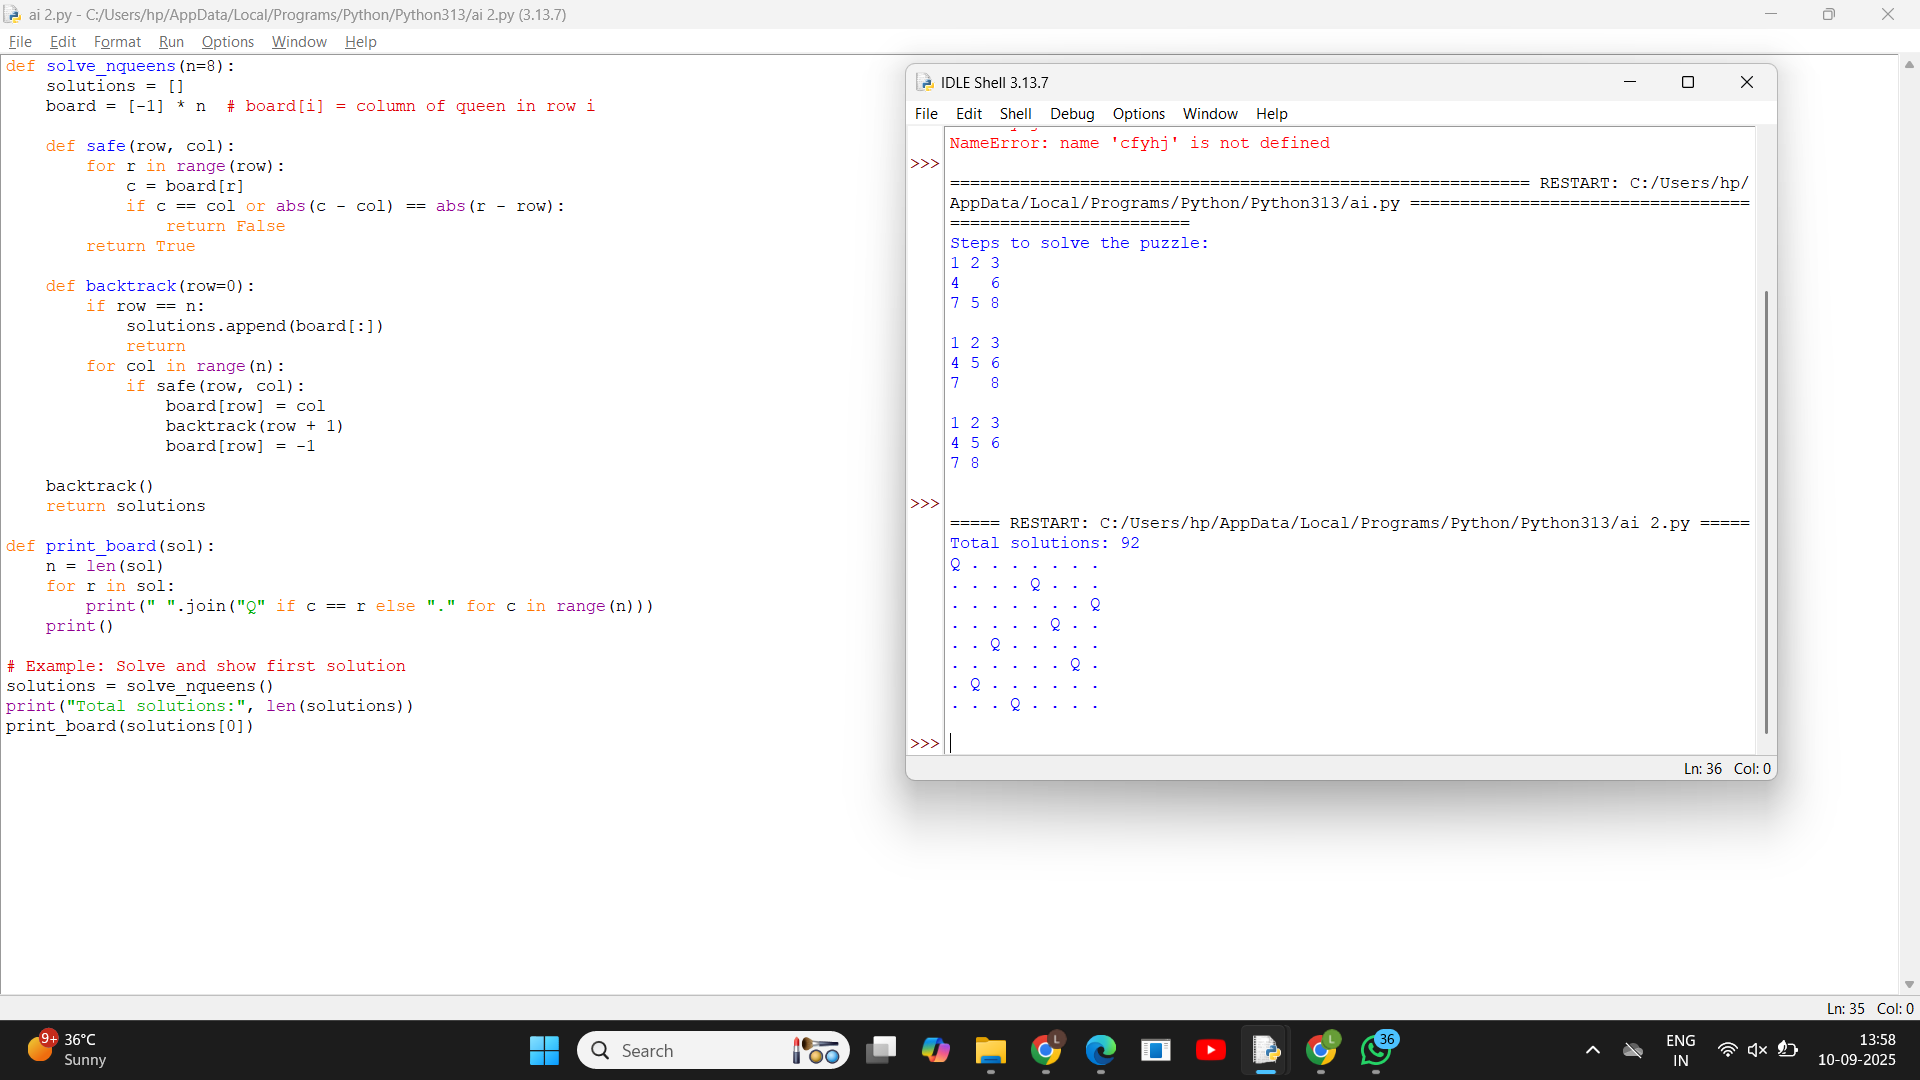 ai 2.py - C:/Users/hp/AppData/Local/Programs/Python/Python313/ai 2.py (3.13.7)
File Edit Format Run Options Window Help
def solve_nqueens(n=8):
    solutions = []
    board = [-1] * n  # board[i] = column of queen in row i

    def safe(row, col):
        for r in range(row):
            c = board[r]
            if c == col or abs(c - col) == abs(r - row):
                return False
        return True

    def backtrack(row=0):
        if row == n:
            solutions.append(board[:])
            return
        for col in range(n):
            if safe(row, col):
                board[row] = col
                backtrack(row + 1)
                board[row] = -1

    backtrack()
    return solutions

def print_board(sol):
    n = len(sol)
    for r in sol:
        print(" ".join("Q" if c == r else "." for c in range(n)))
    print()

# Example: Solve and show first solution
solutions = solve_nqueens()
print("Total solutions:", len(solutions))
print_board(solutions[0])
Ln: 35 Col: 0
IDLE Shell 3.13.7
File Edit Shell Debug Options Window Help
NameError: name 'cfyhj' is not defined
>>>
========================================================== RESTART: C:/Users/hp/
AppData/Local/Programs/Python/Python313/ai.py ==================================
========================
Steps to solve the puzzle:
1 2 3
4   6
7 5 8

1 2 3
4 5 6
7   8

1 2 3
4 5 6
7 8

>>>
===== RESTART: C:/Users/hp/AppData/Local/Programs/Python/Python313/ai 2.py =====
Total solutions: 92
Q . . . . . . .
. . . . Q . . .
. . . . . . . Q
. . . . . Q . .
. . Q . . . . .
. . . . . . Q .
. Q . . . . . .
. . . Q . . . .

>>>
Ln: 36 Col: 0
9+
36°C
Sunny
Search
L
L
36
ENG
IN
13:58
10-09-2025